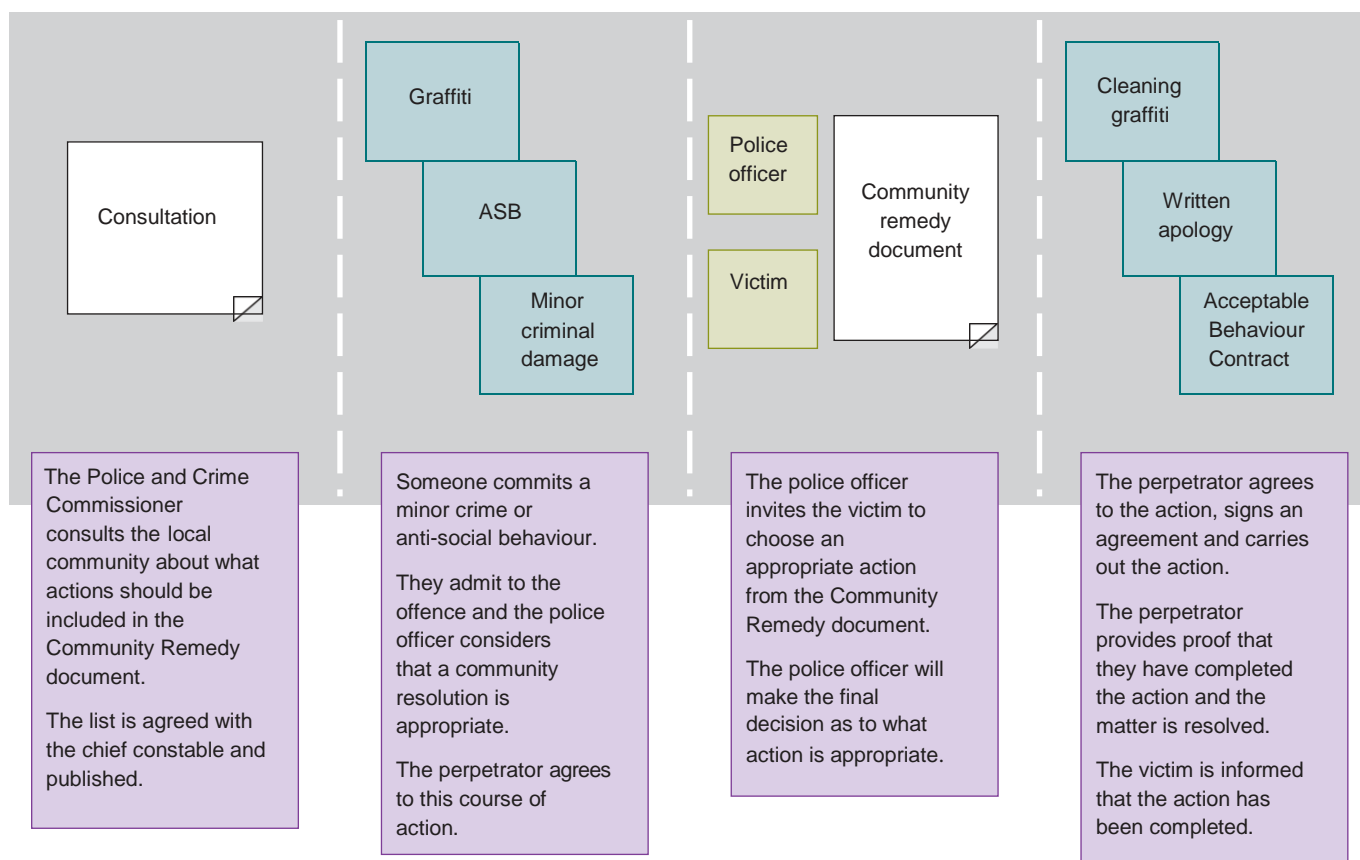 Consultation
Graffiti
ASB
Minor
criminal
damage
Police
officer
Victim
Community
remedy
document
Cleaning
graffiti
Written
apology
Acceptable
Behaviour
Contract
The Police and Crime
Commissioner
consults the local
community about what
actions should be
included in the
Community Remedy
document.
The list is agreed with
the chief constable and
published.
Someone commits a
minor crime or
anti-social behaviour.
They admit to the
offence and the police
officer considers
that a community
resolution is
appropriate.
The perpetrator agrees
to this course of
action.
The police officer
invites the victim to
choose an
appropriate action
from the Community
Remedy document.
The police officer will
make the final
decision as to what
action is appropriate.
The perpetrator agrees
to the action, signs an
agreement and carries
out the action.
The perpetrator
provides proof that
they have completed
the action and the
matter is resolved.
The victim is informed
that the action has
been completed.